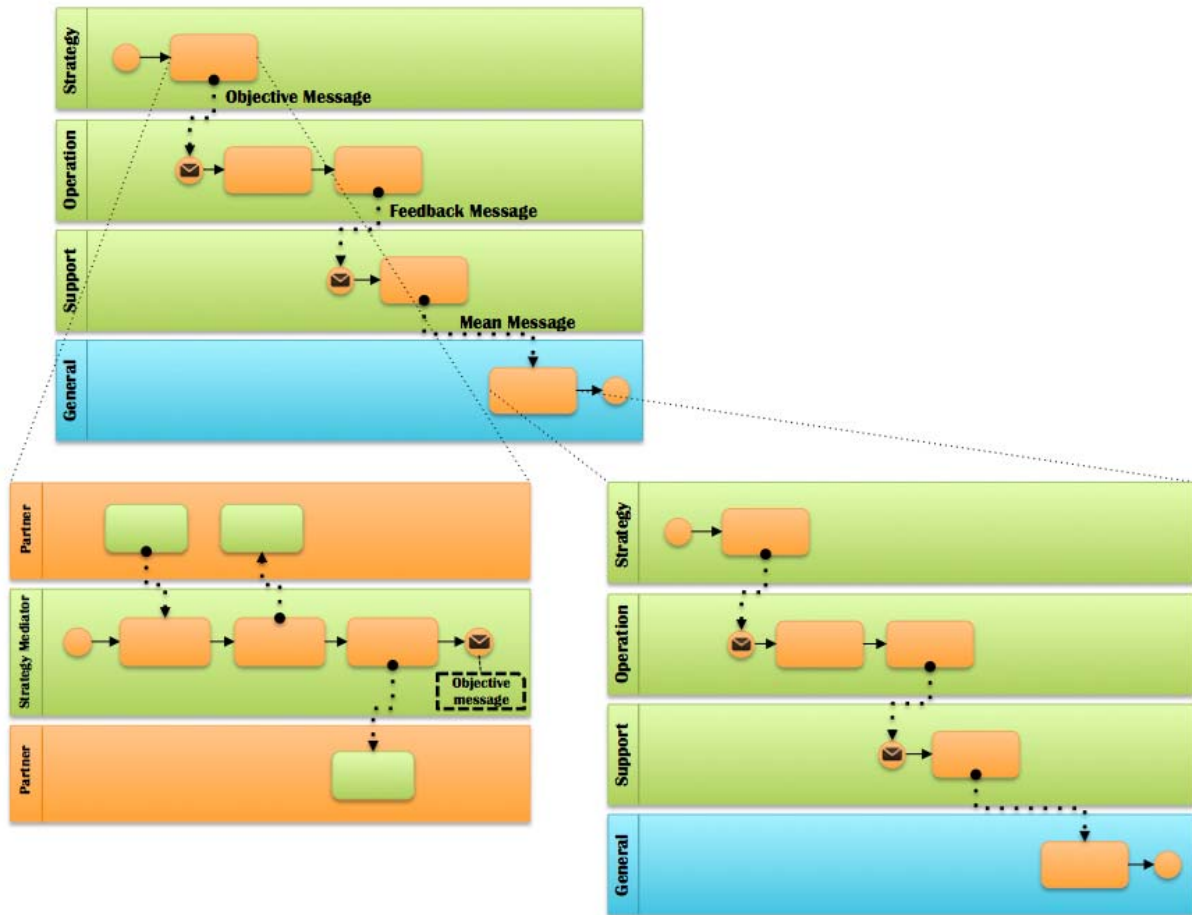 Strategy
Objective Message
Operation
Feedback Message
Support
Mean Message
General
Partner
Strategy Mediator
Objective
message
Partner
Strategy
Operation
Support
General